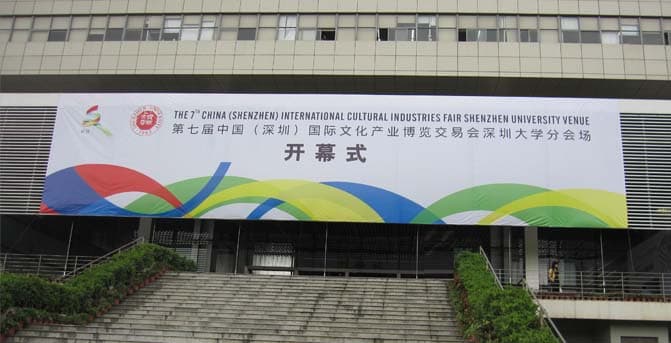 THE 7TH CHINA (SHENZHEN) INTERNATIONAL CULTURAL INDUSTRIES FAIR SHENZHEN UNIVERSITY VENUE
第七届中国（深圳）国际文化产业博览交易会深圳大学分会场
开幕式